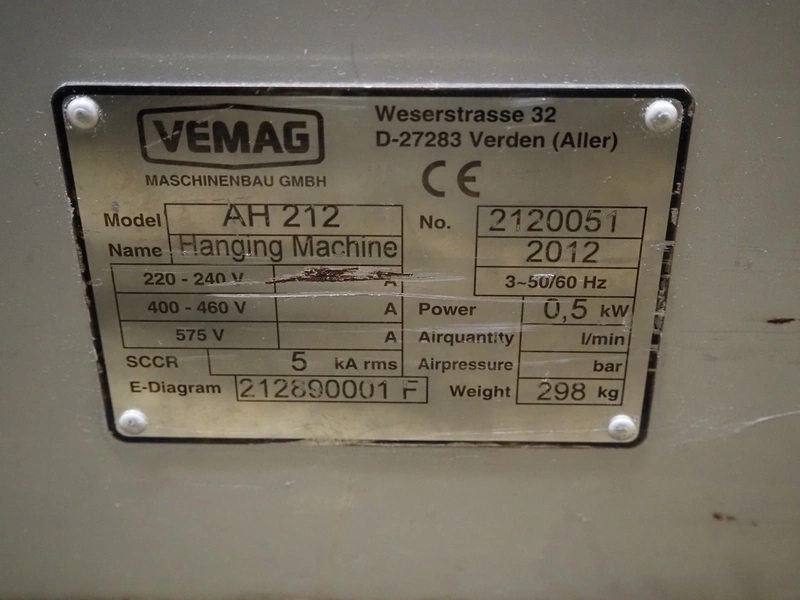 VEMAG
MASCHINENBAU GMBH
Weserstrasse 32
D-27283 Verden (Aller)
CE
Model AH 212 No. 2120051
Name Hanging Machine 2012
220 - 240 V A 3~50/60 Hz
400 - 460 V A Power 0,5 kW
575 V A Airquantity l/min
SCCR 5 kA rms Airpressure bar
E-Diagram 212890001 F Weight 298 kg